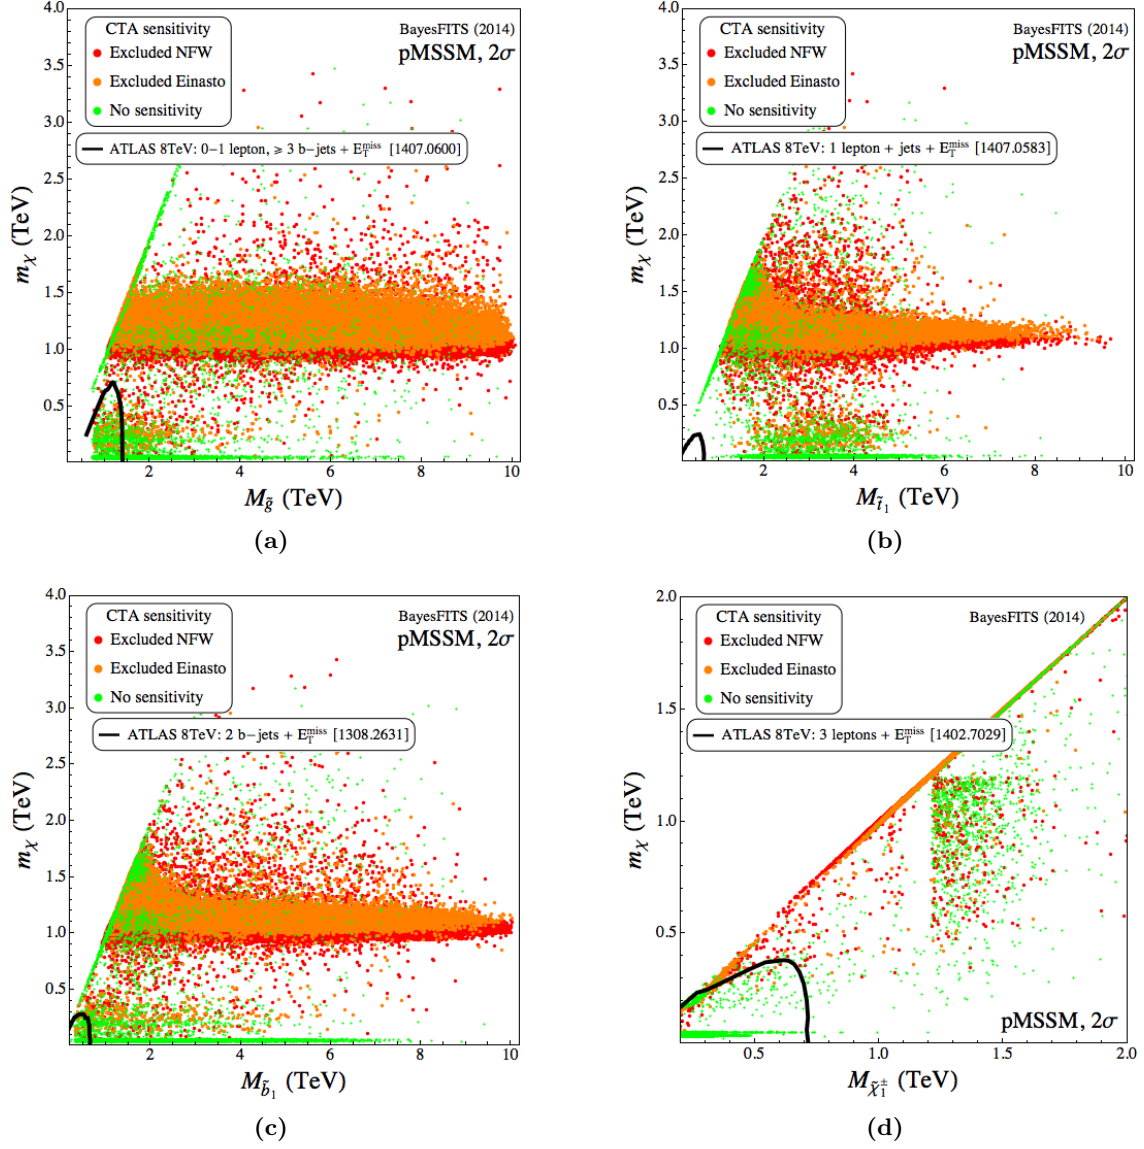 CTA sensitivity
Excluded NFW
Excluded Einasto
No sensitivity
BayesFITS (2014)
pMSSM, 2σ
ATLAS 8TeV: 0−1 lepton, ⩾ 3 b−jets + E_T^miss [1407.0600]
4.0
3.5
3.0
2.5
2.0
1.5
1.0
0.5
m_χ (TeV)
2 4 6 8 10
M_g̃ (TeV)
(a)
CTA sensitivity
Excluded NFW
Excluded Einasto
No sensitivity
BayesFITS (2014)
pMSSM, 2σ
ATLAS 8TeV: 1 lepton + jets + E_T^miss [1407.0583]
4.0
3.5
3.0
2.5
2.0
1.5
1.0
0.5
m_χ (TeV)
2 4 6 8 10
M_t̃₁ (TeV)
(b)
CTA sensitivity
Excluded NFW
Excluded Einasto
No sensitivity
BayesFITS (2014)
pMSSM, 2σ
ATLAS 8TeV: 2 b−jets + E_T^miss [1308.2631]
4.0
3.5
3.0
2.5
2.0
1.5
1.0
0.5
m_χ (TeV)
2 4 6 8 10
M_b̃₁ (TeV)
(c)
CTA sensitivity
Excluded NFW
Excluded Einasto
No sensitivity
BayesFITS (2014)
ATLAS 8TeV: 3 leptons + E_T^miss [1402.7029]
2.0
1.5
1.0
0.5
m_χ (TeV)
pMSSM, 2σ
0.5 1.0 1.5 2.0
M_χ̃₁^± (TeV)
(d)